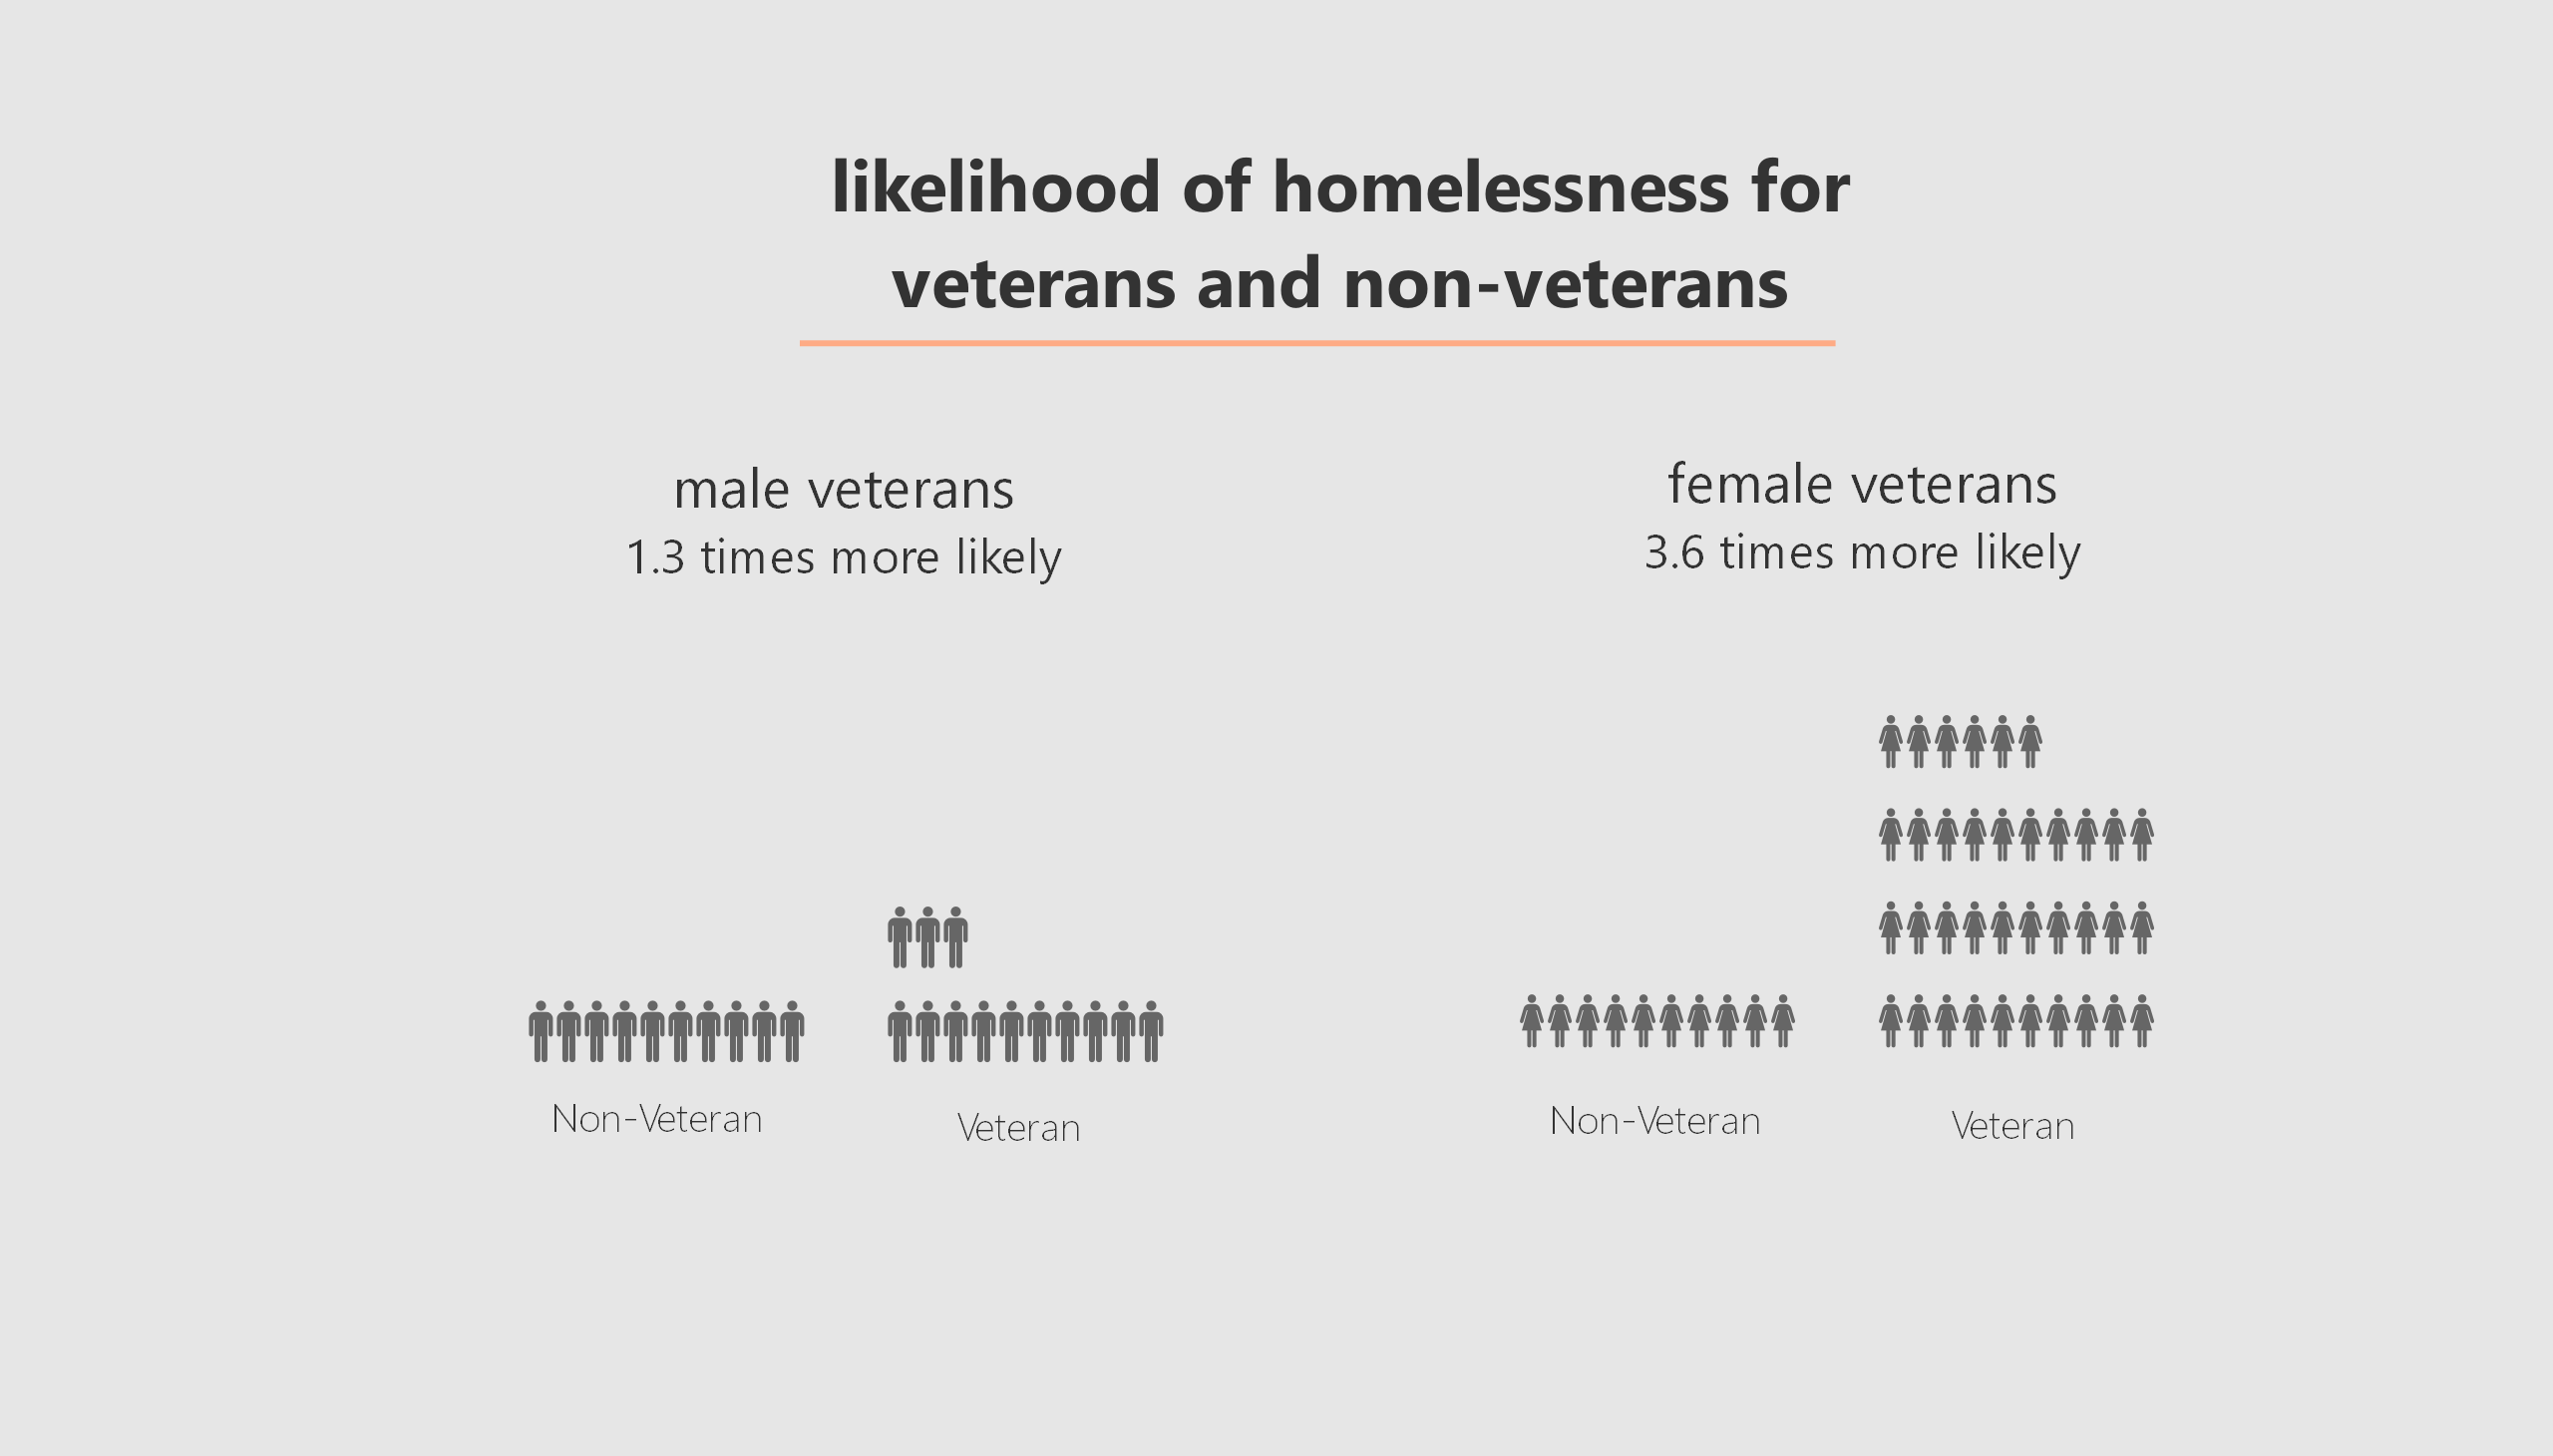 likelihood of homelessness for
veterans and non-veterans
male veterans
1.3 times more likely
female veterans
3.6 times more likely
Non-Veteran
Veteran
Non-Veteran
Veteran